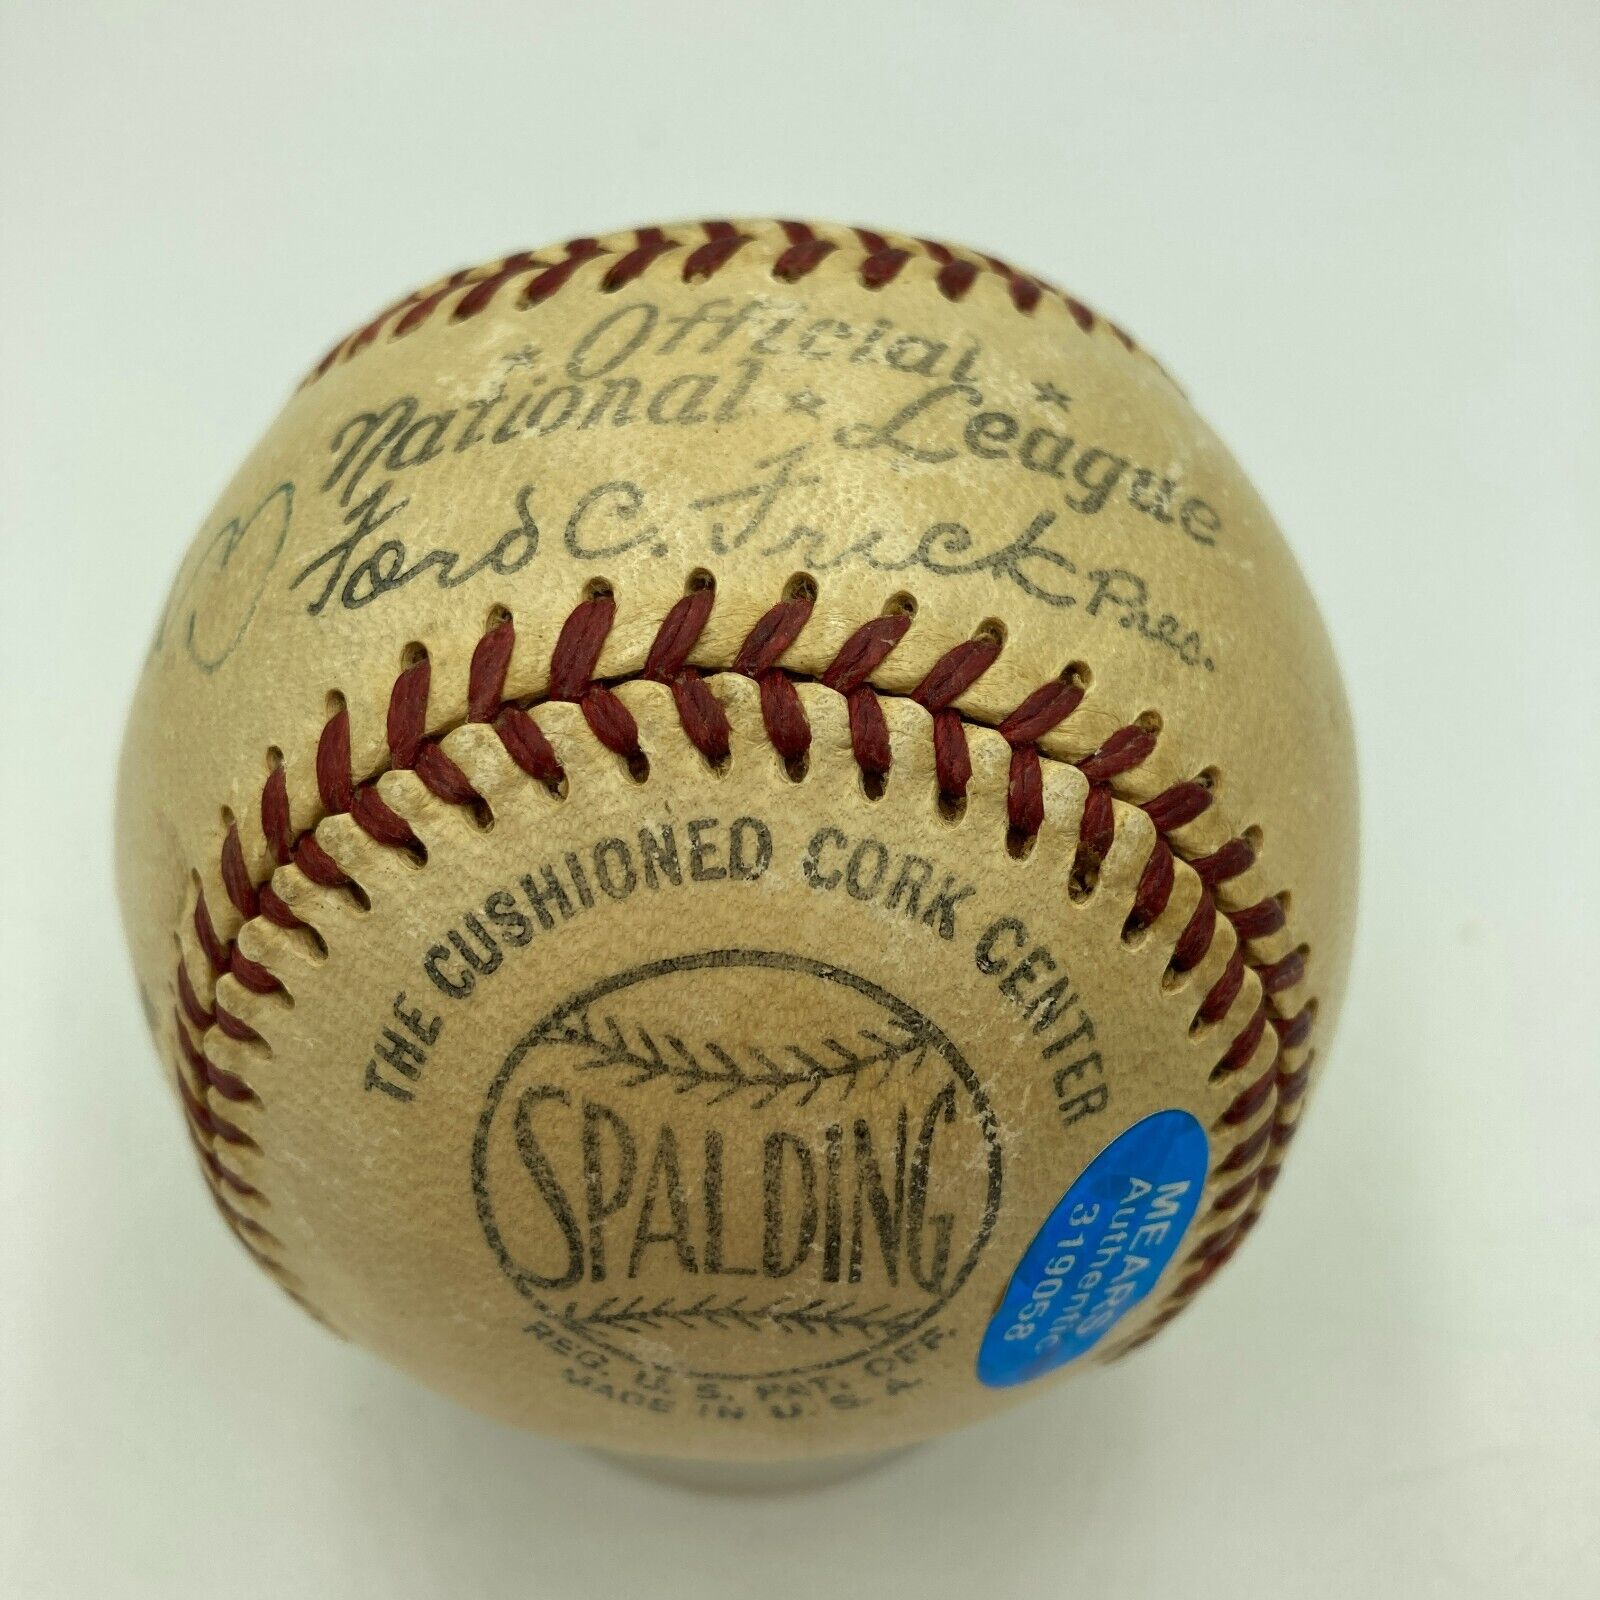 Official
National League
Ford C. Frick Pres.
THE CUSHIONED CORK CENTER
SPALDING
REG. U. S. PAT. OFF.
MADE IN U. S. A.
MEARS
Authentic
319058